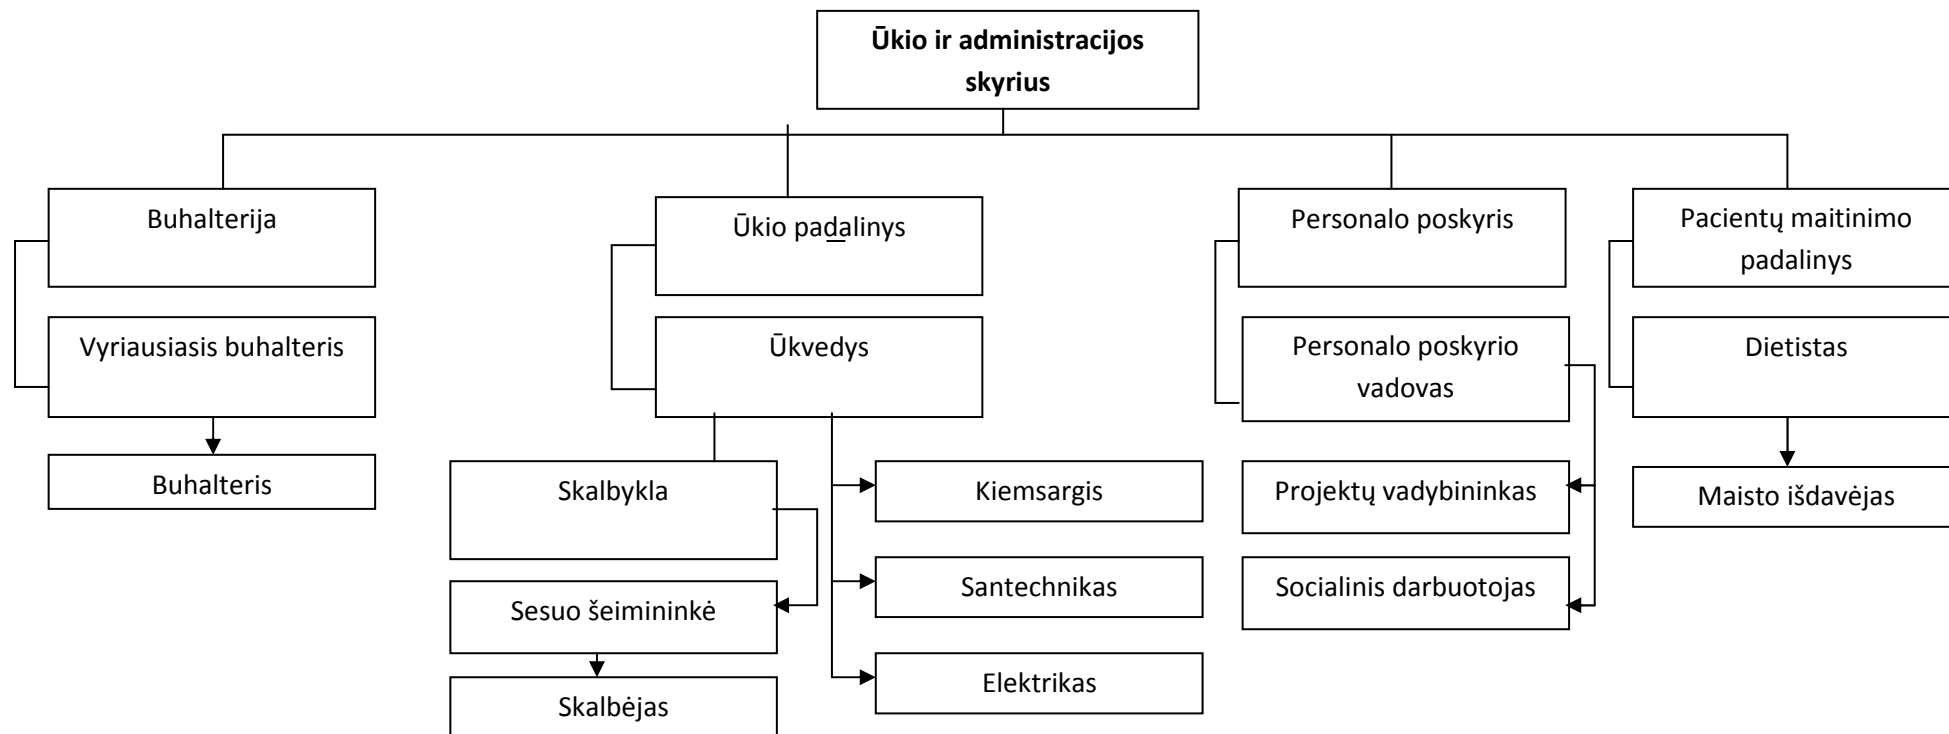 Ūkio ir administracijos
skyrius
Buhalterija
Ūkio padalinys
Personalo poskyris
Pacientų maitinimo
padalinys
Vyriausiasis buhalteris
Ūkvedys
Personalo poskyrio
vadovas
Dietistas
Buhalteris
Skalbykla
Kiemsargis
Projektų vadybininkas
Maisto išdavėjas
Sesuo šeimininkė
Santechnikas
Socialinis darbuotojas
Skalbėjas
Elektrikas